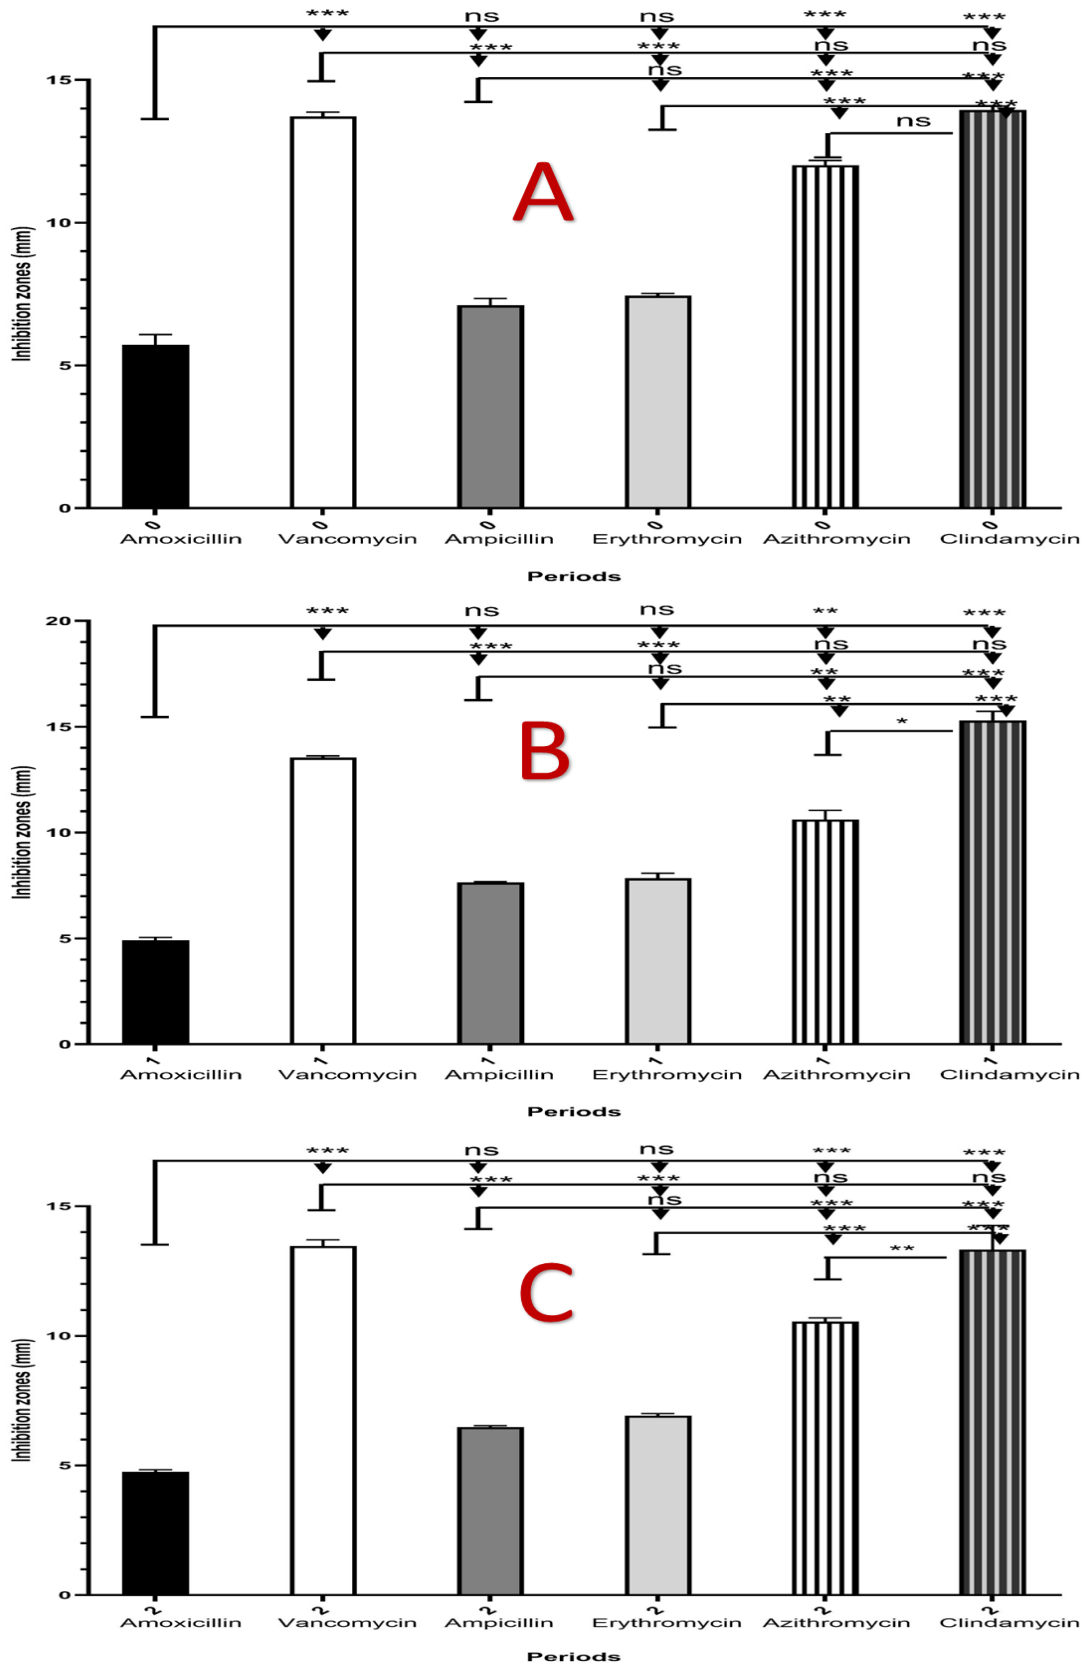 *** ns ns *** ***
*** *** ns ns
ns *** ***
*** ***
ns
A
15
10
5
0
Inhibition zones (mm)
0 0 0 0 0 0
Amoxicillin Vancomycin Ampicillin Erythromycin Azithromycin Clindamycin
Periods
*** ns ns ** ***
*** *** ns ns
ns ** ***
** ***
*
B
20
15
10
5
0
Inhibition zones (mm)
1 1 1 1 1 1
Amoxicillin Vancomycin Ampicillin Erythromycin Azithromycin Clindamycin
Periods
*** ns ns *** ***
*** *** ns ns
ns *** ***
*** ***
**
C
15
10
5
0
Inhibition zones (mm)
2 2 2 2 2 2
Amoxicillin Vancomycin Ampicillin Erythromycin Azithromycin Clindamycin
Periods